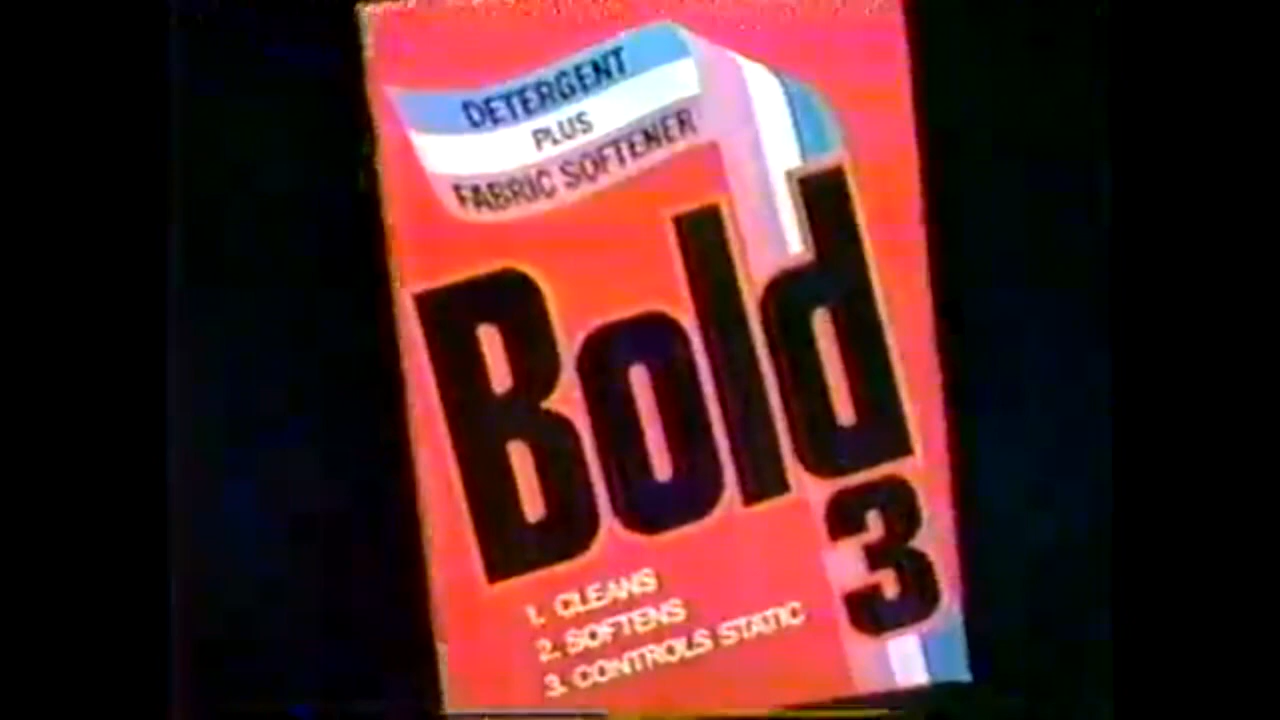 DETERGENT
PLUS
FABRIC SOFTENER
Bold
3
1. CLEANS
2. SOFTENS
3. CONTROLS STATIC